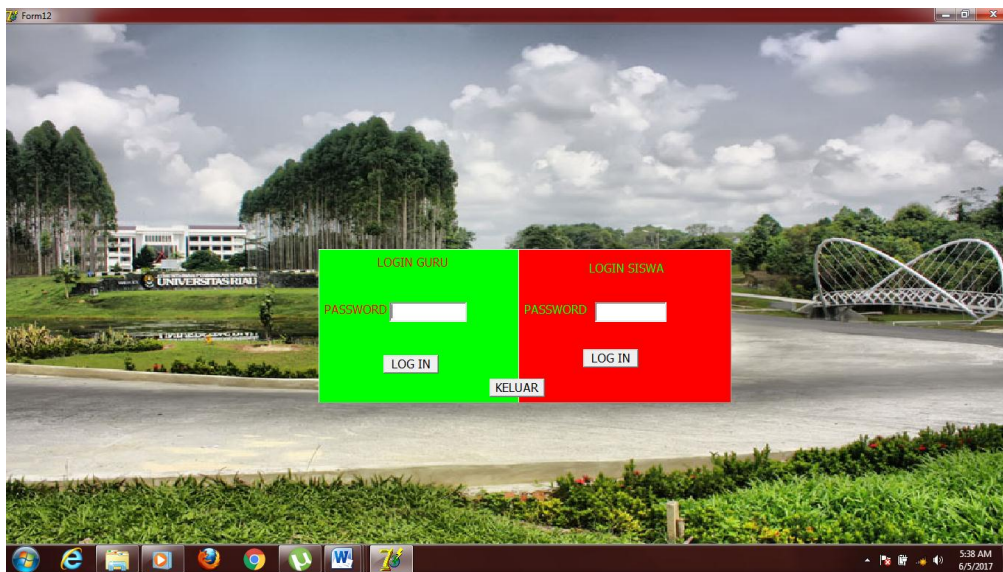 Form12
UNIVERSITAS RIAU
LOGIN GURU
PASSWORD
LOG IN
LOGIN SISWA
PASSWORD
LOG IN
KELUAR
5:38 AM
6/5/2017